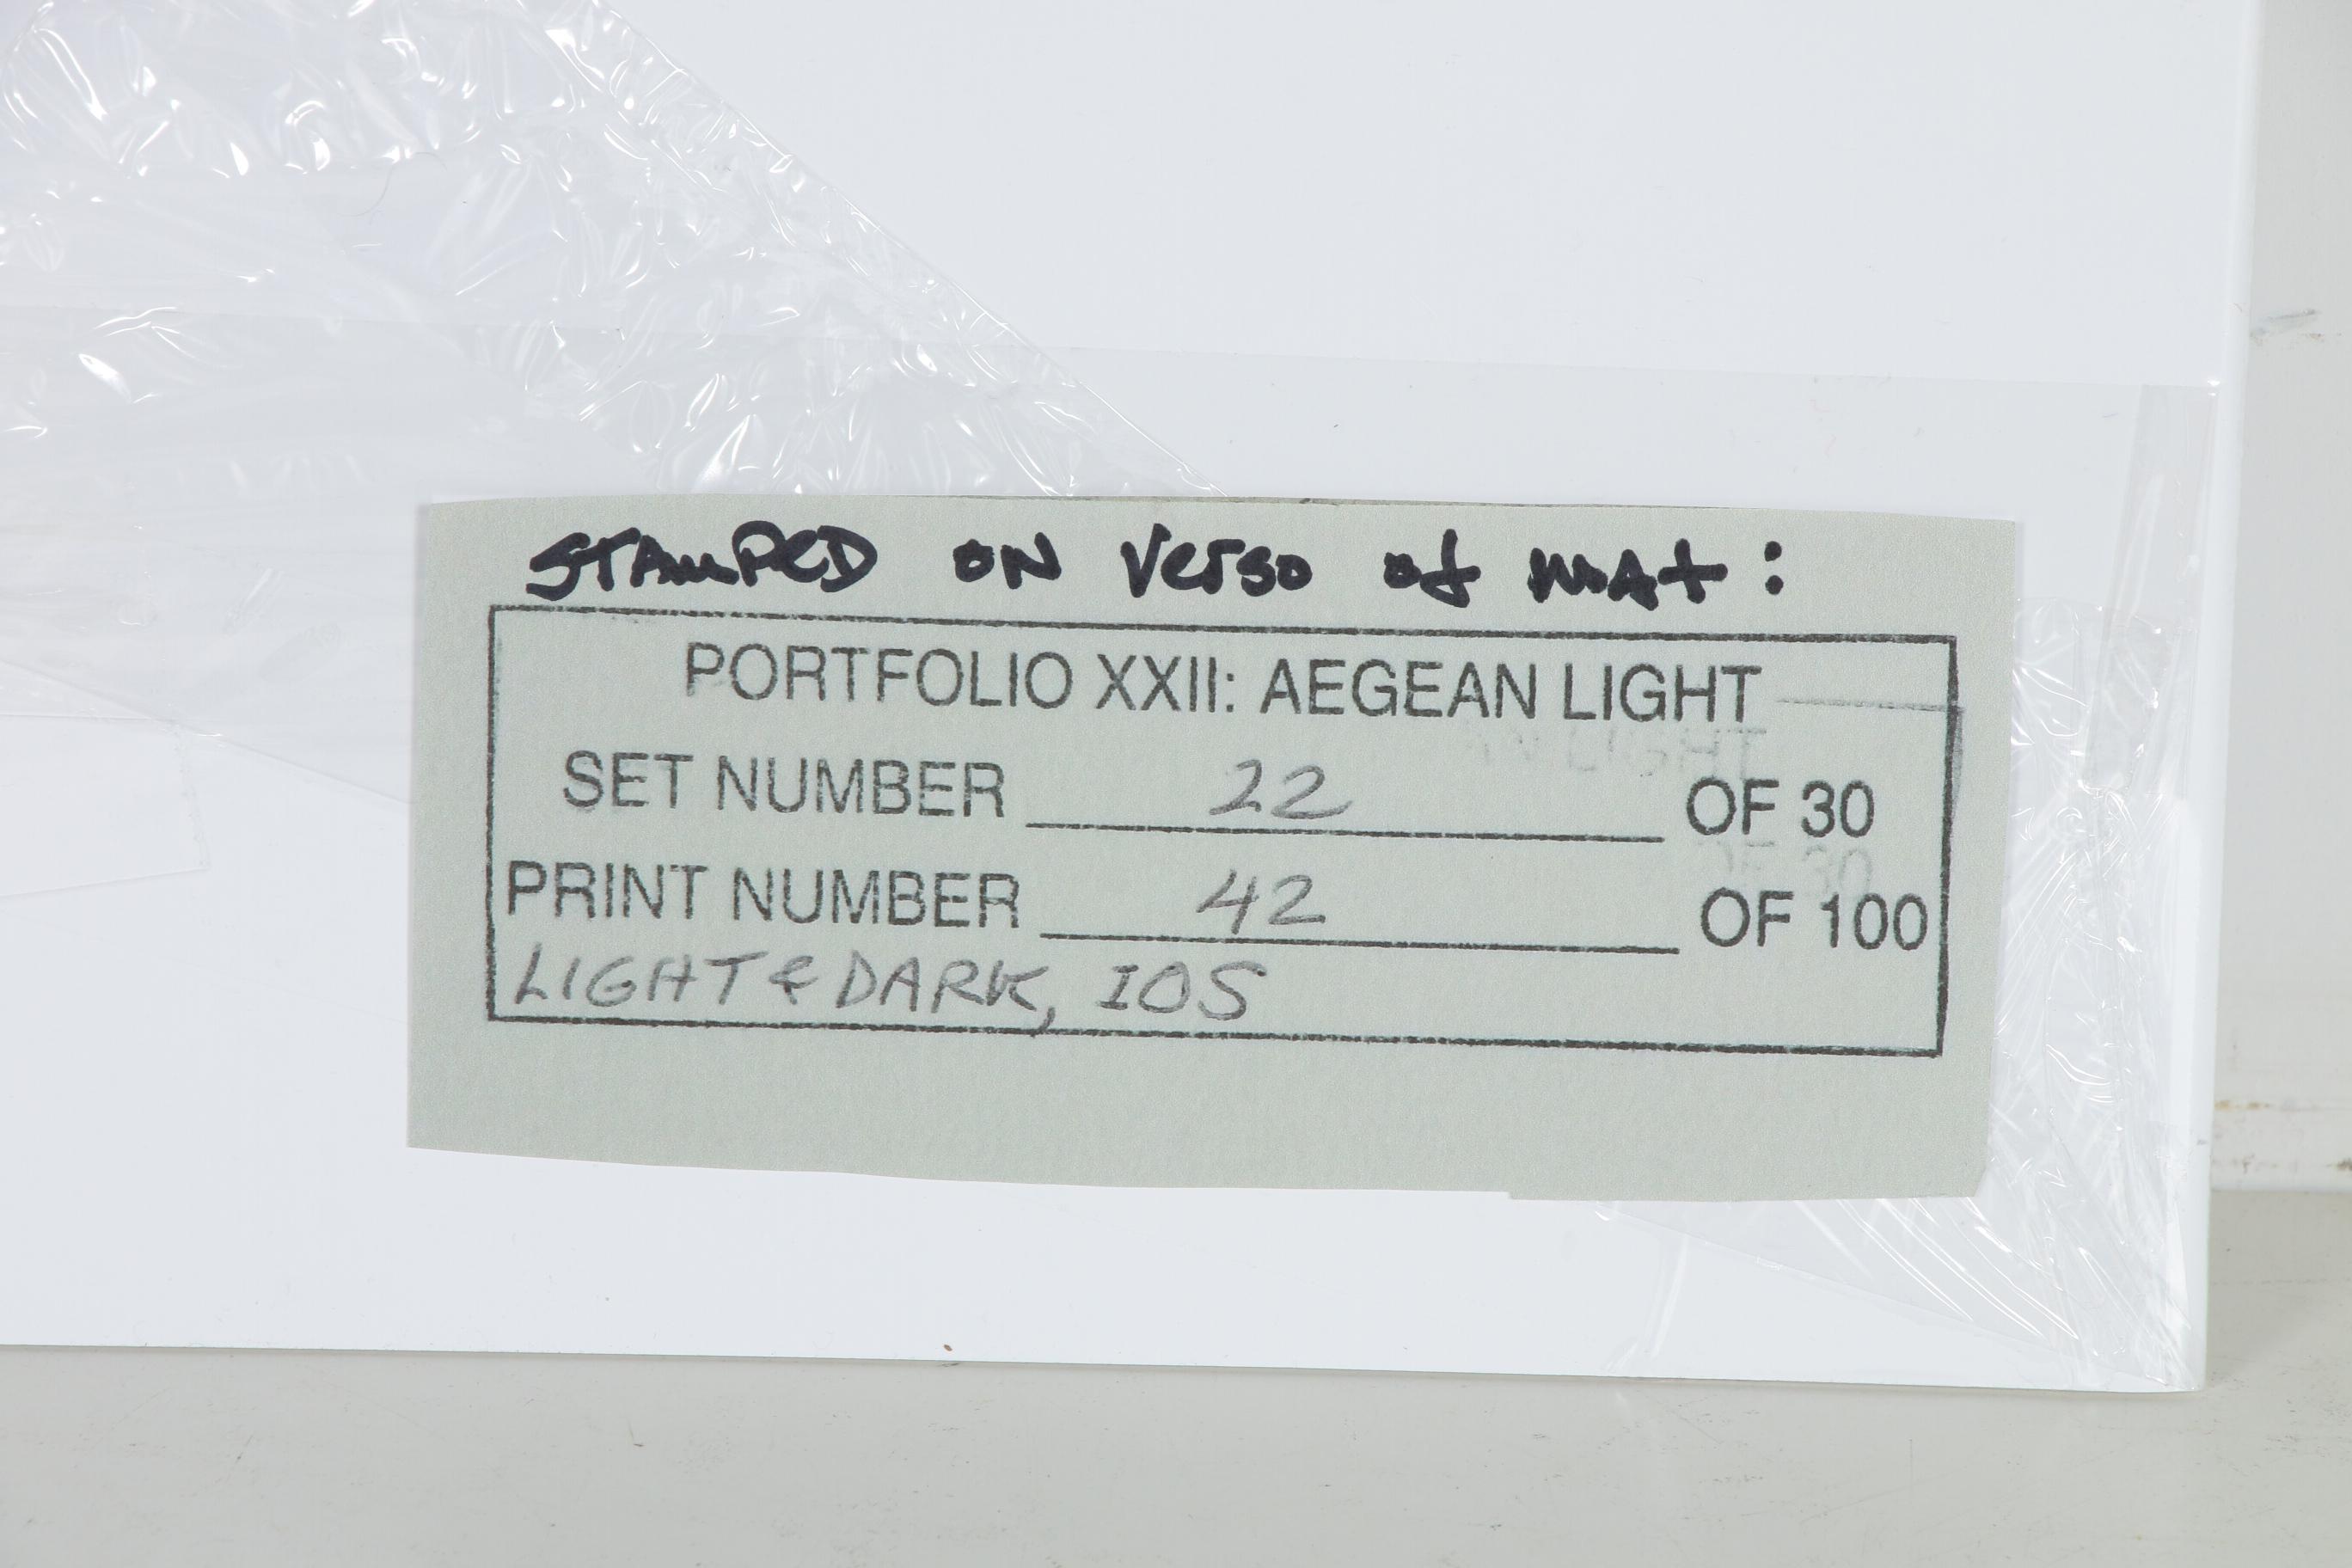 STAMPED ON Verso of MAt:
PORTFOLIO XXII: AEGEAN LIGHT
SET NUMBER 22 OF 30
PRINT NUMBER 42 OF 100
LIGHT & DARK, IOS